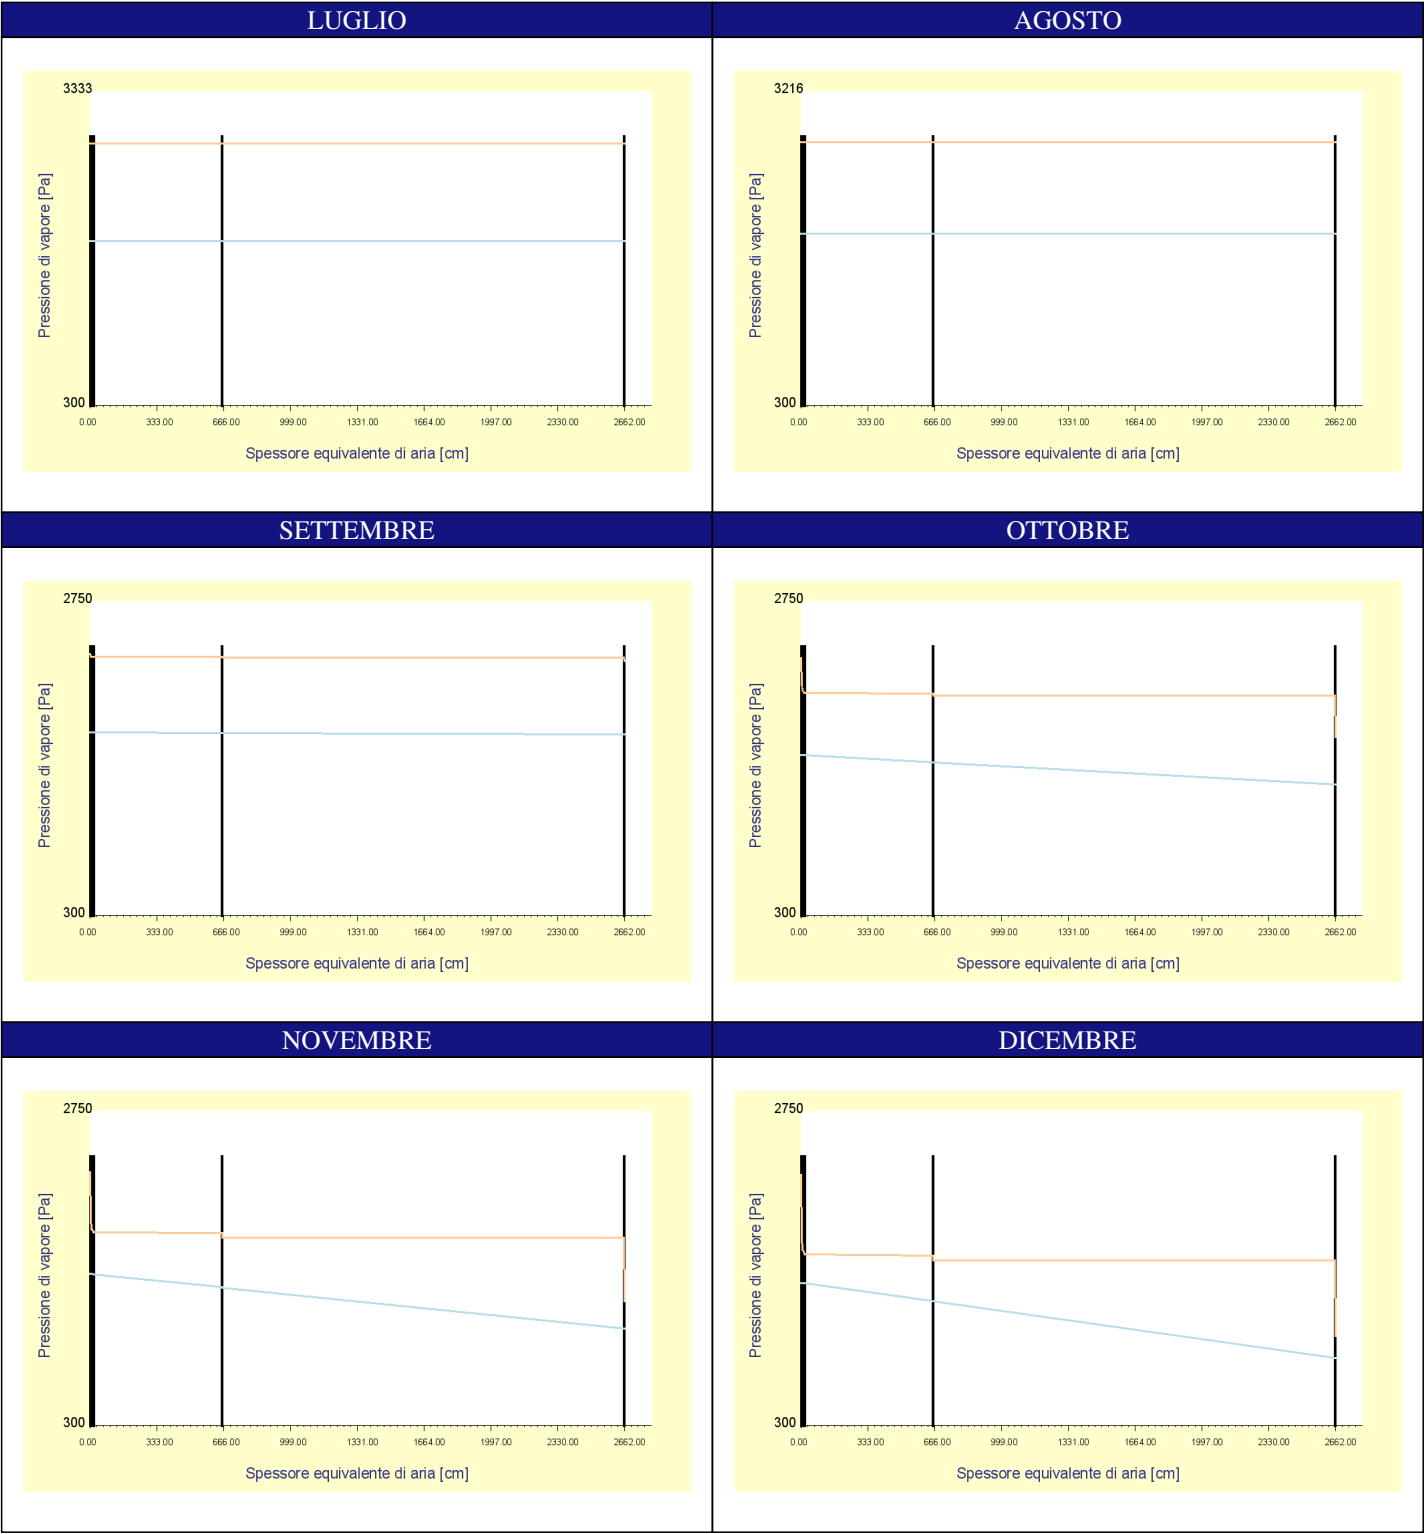 LUGLIO
3333
Pressione di vapore [Pa]
300
0.00 333.00 666.00 999.00 1331.00 1664.00 1997.00 2330.00 2662.00
Spessore equivalente di aria [cm]
AGOSTO
3216
Pressione di vapore [Pa]
300
0.00 333.00 666.00 999.00 1331.00 1664.00 1997.00 2330.00 2662.00
Spessore equivalente di aria [cm]
SETTEMBRE
2750
Pressione di vapore [Pa]
300
0.00 333.00 666.00 999.00 1331.00 1664.00 1997.00 2330.00 2662.00
Spessore equivalente di aria [cm]
OTTOBRE
2750
Pressione di vapore [Pa]
300
0.00 333.00 666.00 999.00 1331.00 1664.00 1997.00 2330.00 2662.00
Spessore equivalente di aria [cm]
NOVEMBRE
2750
Pressione di vapore [Pa]
300
0.00 333.00 666.00 999.00 1331.00 1664.00 1997.00 2330.00 2662.00
Spessore equivalente di aria [cm]
DICEMBRE
2750
Pressione di vapore [Pa]
300
0.00 333.00 666.00 999.00 1331.00 1664.00 1997.00 2330.00 2662.00
Spessore equivalente di aria [cm]